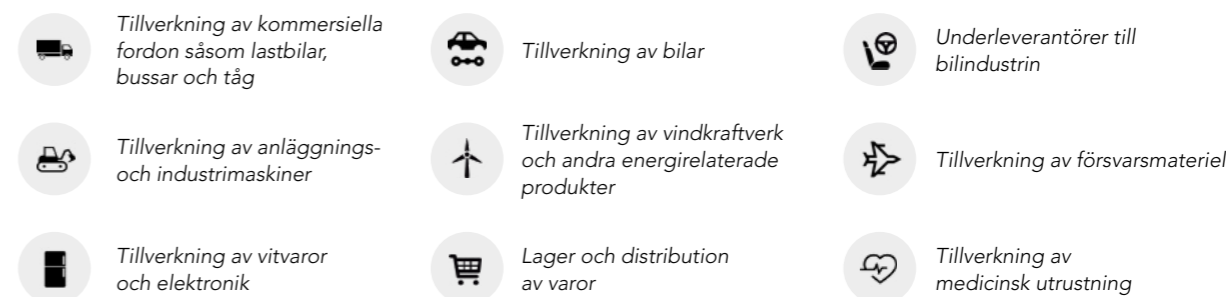 Tillverkning av kommersiella
fordon såsom lastbilar,
bussar och tåg
Tillverkning av bilar
Underleverantörer till
bilindustrin
Tillverkning av anläggnings-
och industrimaskiner
Tillverkning av vindkraftverk
och andra energirelaterade
produkter
Tillverkning av försvarsmateriel
Tillverkning av vitvaror
och elektronik
Lager och distribution
av varor
Tillverkning av
medicinsk utrustning